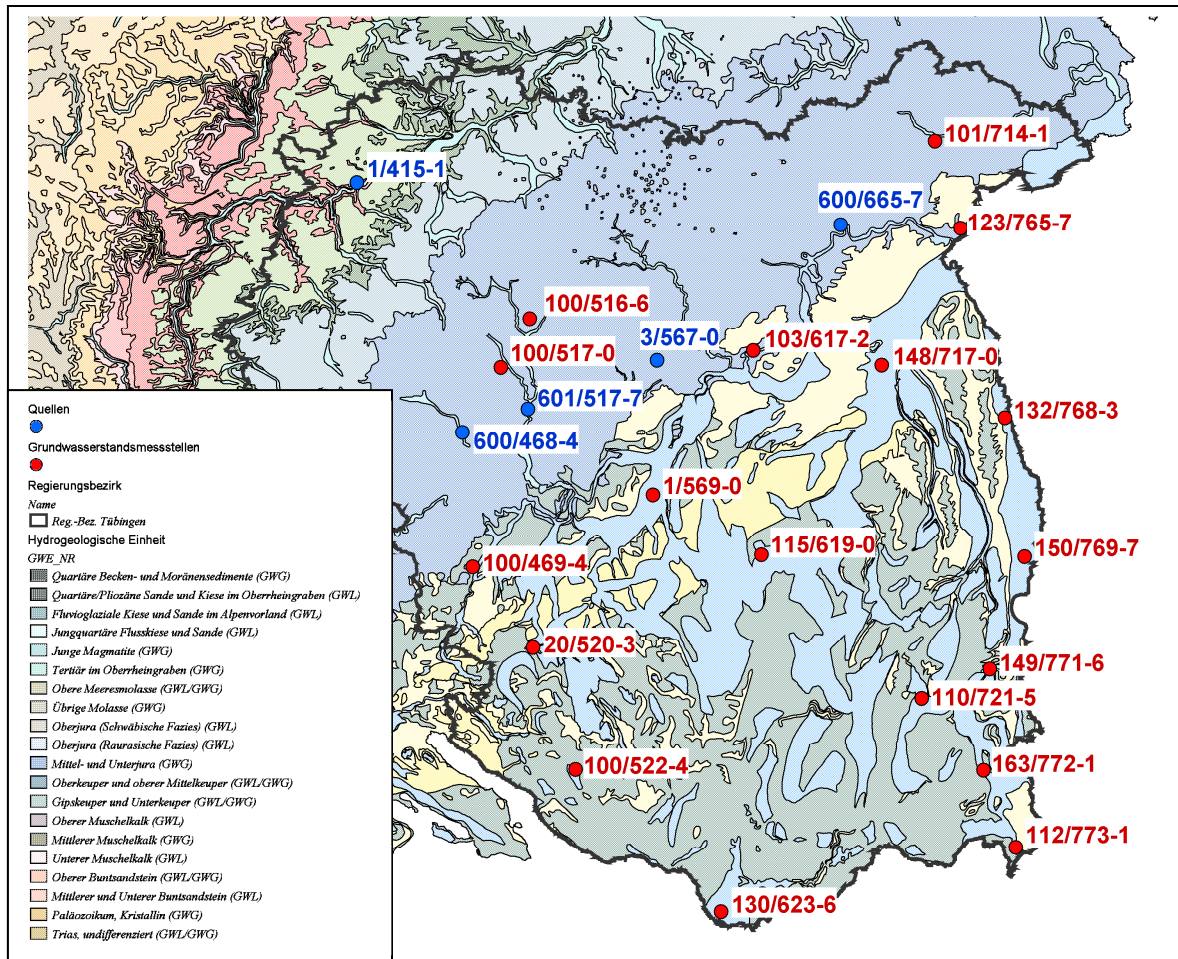 101/714-1
1/415-1
600/665-7
123/765-7
100/516-6
3/567-0
103/617-2
100/517-0
148/717-0
601/517-7
132/768-3
600/468-4
1/569-0
115/619-0
150/769-7
100/469-4
20/520-3
149/771-6
110/721-5
100/522-4
163/772-1
112/773-1
130/623-6
Quellen
Grundwasserstandsmessstellen
Regierungsbezirk
Name
Reg.-Bez. Tübingen
Hydrogeologische Einheit
GWE_NR
Quartäre Becken- und Moränensedimente (GWG)
Quartäre/Pliozäne Sande und Kiese im Oberrheingraben (GWL)
Fluvioglaziale Kiese und Sande im Alpenvorland (GWL)
Jungquartäre Flusskiese und Sande (GWL)
Junge Magmatite (GWG)
Tertiär im Oberrheingraben (GWG)
Obere Meeresmolasse (GWL/GWG)
Übrige Molasse (GWG)
Oberjura (Schwäbische Fazies) (GWL)
Oberjura (Raurasische Fazies) (GWL)
Mittel- und Unterjura (GWG)
Oberkeuper und oberer Mittelkeuper (GWL/GWG)
Gipskeuper und Unterkeuper (GWL/GWG)
Oberer Muschelkalk (GWL)
Mittlerer Muschelkalk (GWG)
Unterer Muschelkalk (GWL)
Oberer Buntsandstein (GWL/GWG)
Mittlerer und Unterer Buntsandstein (GWL)
Paläozoikum, Kristallin (GWG)
Trias, undifferenziert (GWL/GWG)